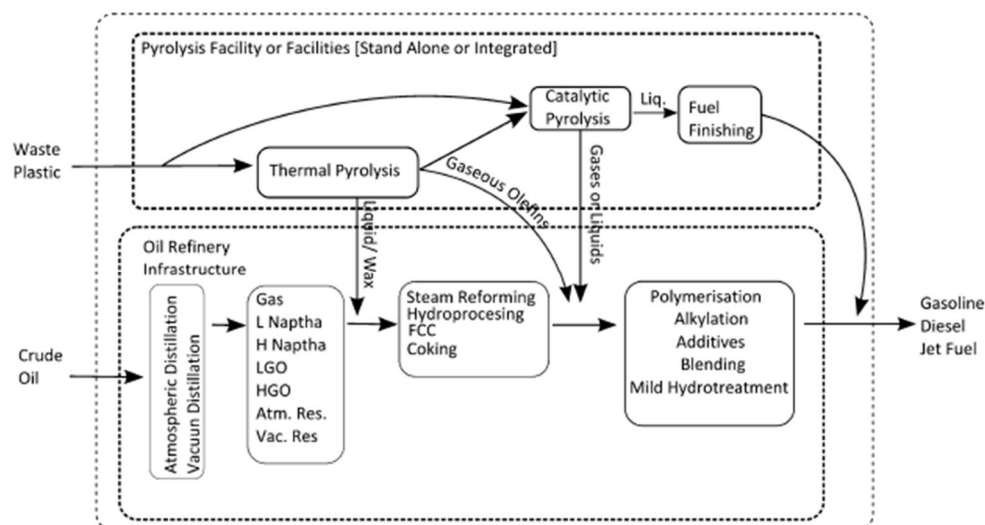 Pyrolysis Facility or Facilities [Stand Alone or Integrated]
Waste
Plastic
Thermal Pyrolysis
Catalytic
Pyrolysis
Liq.
Fuel
Finishing
Gaseous Olefins
Gases or Liquids
Liquid/ Wax
Oil Refinery
Infrastructure
Crude
Oil
Atmospheric Distillation
Vacuun Distillation
Gas
L Naptha
H Naptha
LGO
HGO
Atm. Res.
Vac. Res
Steam Reforming
Hydroprocesing
FCC
Coking
Polymerisation
Alkylation
Additives
Blending
Mild Hydrotreatment
Gasoline
Diesel
Jet Fuel